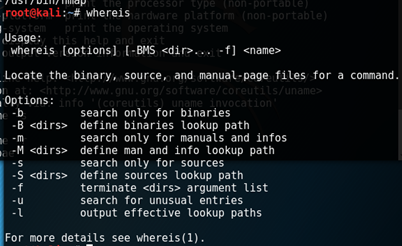 /usr/bin/nmap
root@kali:~# whereis
Usage:
whereis [options] [-BMS <dir>... -f] <name>
Locate the binary, source, and manual-page files for a command.
Options:
-b search only for binaries
-B <dirs> define binaries lookup path
-m search only for manuals and infos
-M <dirs> define man and info lookup path
-s search only for sources
-S <dirs> define sources lookup path
-f terminate <dirs> argument list
-u search for unusual entries
-l output effective lookup paths
For more details see whereis(1).